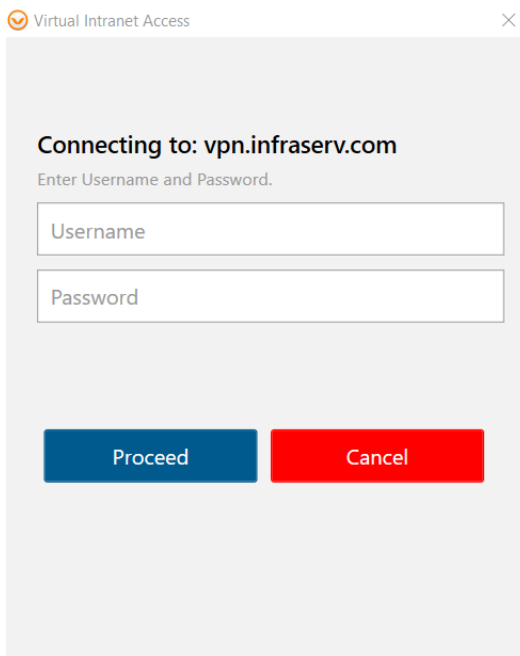 Virtual Intranet Access
Connecting to: vpn.infraserv.com
Enter Username and Password.
Username
Password
Proceed Cancel